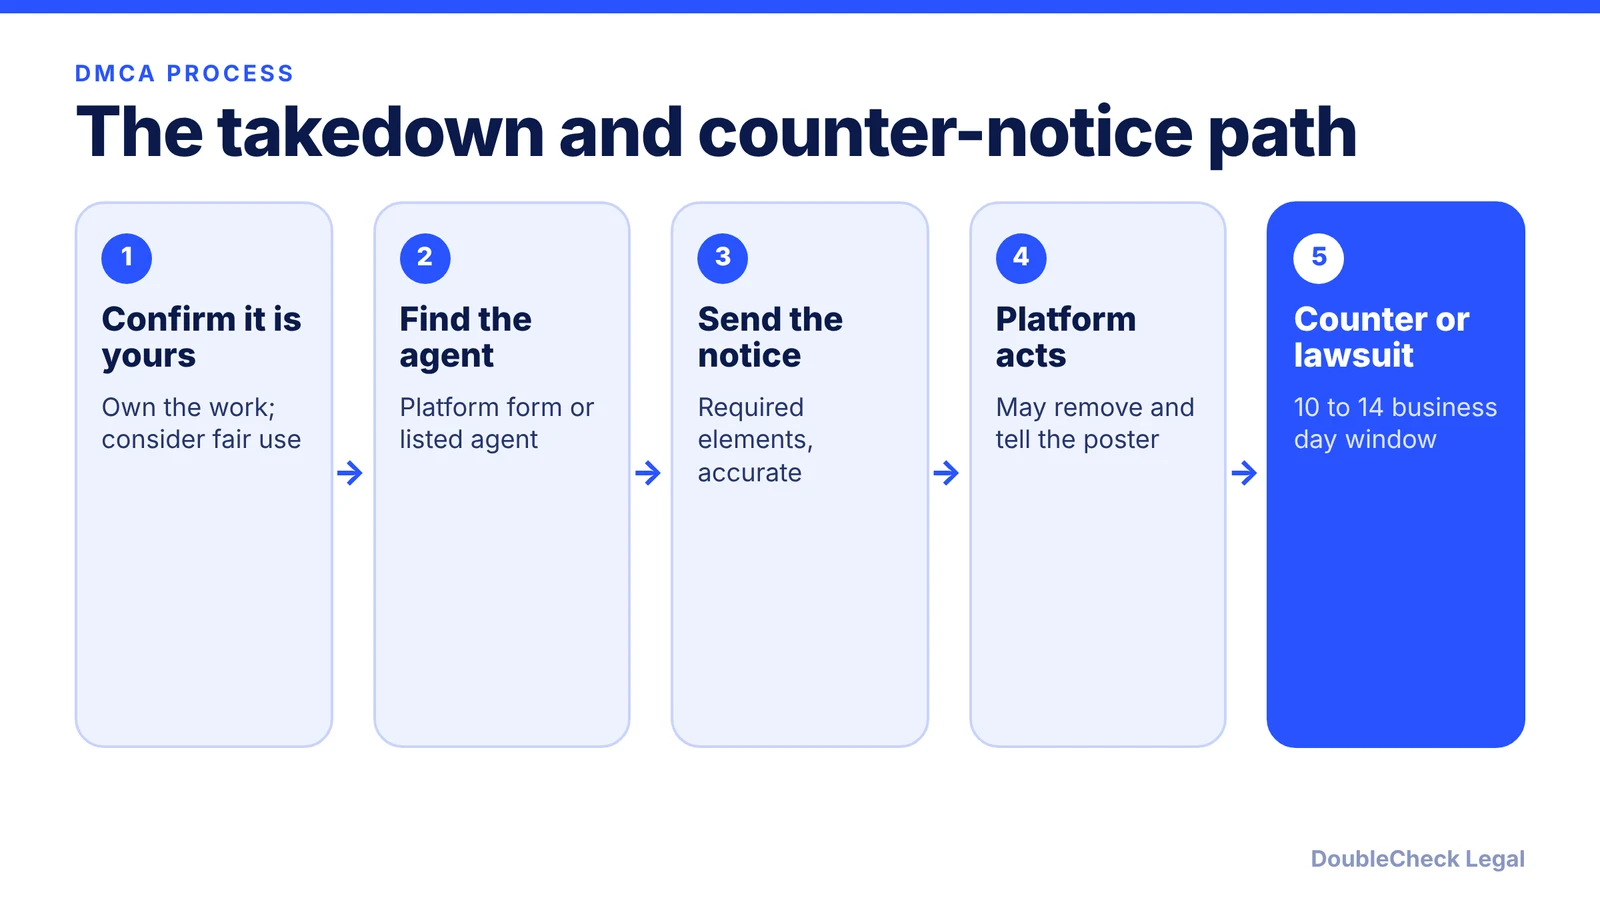 DMCA PROCESS
The takedown and counter-notice path
1
Confirm it is
yours
Own the work;
consider fair use
→
2
Find the
agent
Platform form or
listed agent
→
3
Send the
notice
Required
elements,
accurate
→
4
Platform
acts
May remove and
tell the poster
→
5
Counter or
lawsuit
10 to 14 business
day window
DoubleCheck Legal